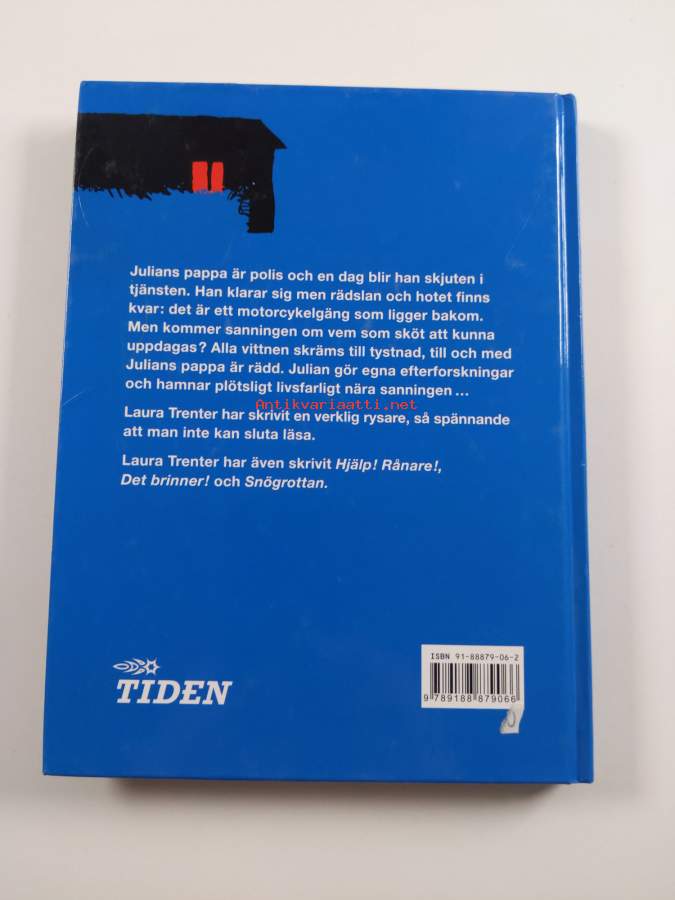 Julians pappa är polis och en dag blir han skjuten i
tjänsten. Han klarar sig men rädslan och hotet finns
kvar: det är ett motorcykelgäng som ligger bakom.
Men kommer sanningen om vem som sköt att kunna
uppdagas? Alla vittnen skräms till tystnad, till och med
Julians pappa är rädd. Julian gör egna efterforskningar
och hamnar plötsligt livsfarligt nära sanningen ...
Antikvariaatti.net
Laura Trenter har skrivit en verklig rysare, så spännande
att man inte kan sluta läsa.
Laura Trenter har även skrivit Hjälp! Rånare!,
Det brinner! och Snögrottan.
TIDEN
ISBN 91-88879-06-2
9 789188 879066